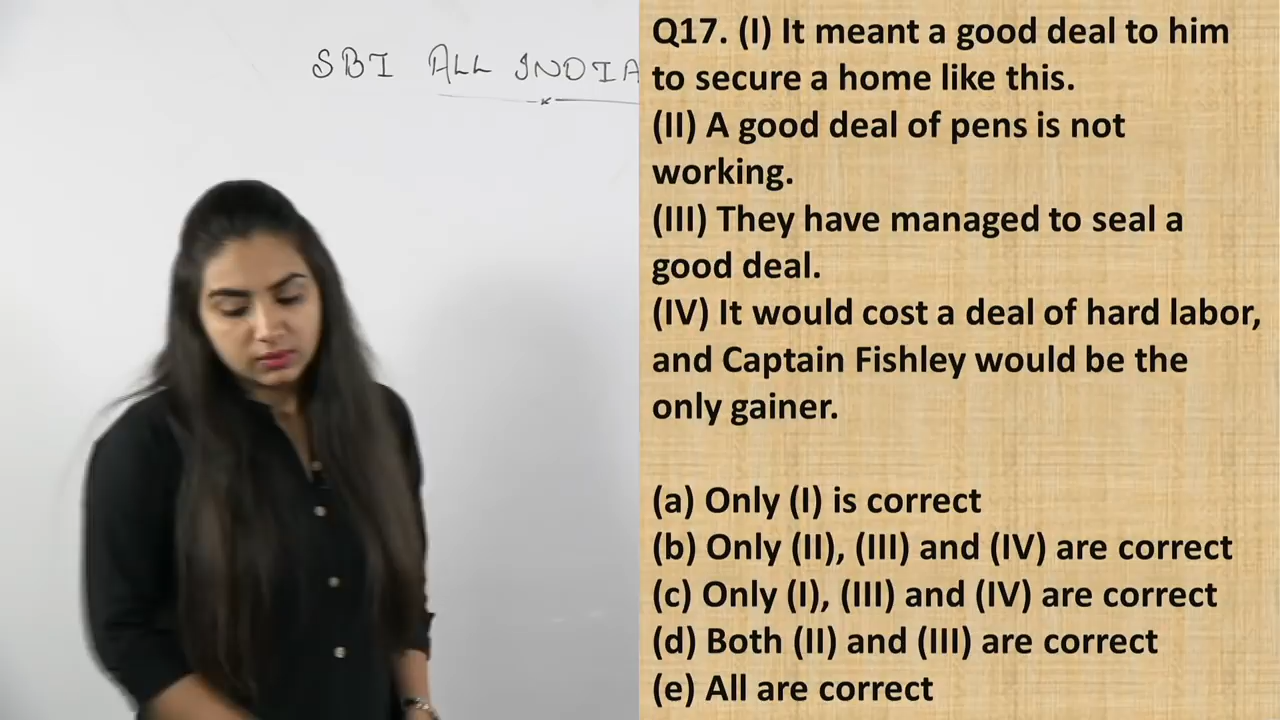 SBI ALL INDIA
Q17. (I) It meant a good deal to him
to secure a home like this.
(II) A good deal of pens is not
working.
(III) They have managed to seal a
good deal.
(IV) It would cost a deal of hard labor,
and Captain Fishley would be the
only gainer.
(a) Only (I) is correct
(b) Only (II), (III) and (IV) are correct
(c) Only (I), (III) and (IV) are correct
(d) Both (II) and (III) are correct
(e) All are correct